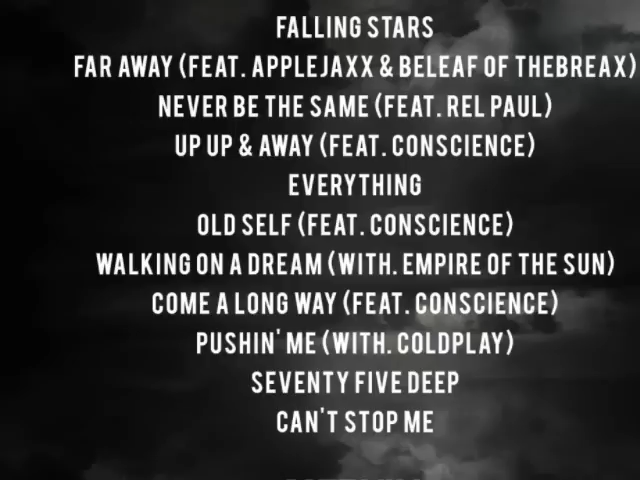 FALLING STARS
FAR AWAY (FEAT. APPLEJAXX & BELEAF OF THEBREAX)
NEVER BE THE SAME (FEAT. REL PAUL)
UP UP & AWAY (FEAT. CONSCIENCE)
EVERYTHING
OLD SELF (FEAT. CONSCIENCE)
WALKING ON A DREAM (WITH. EMPIRE OF THE SUN)
COME A LONG WAY (FEAT. CONSCIENCE)
PUSHIN' ME (WITH. COLDPLAY)
SEVENTY FIVE DEEP
CAN'T STOP ME